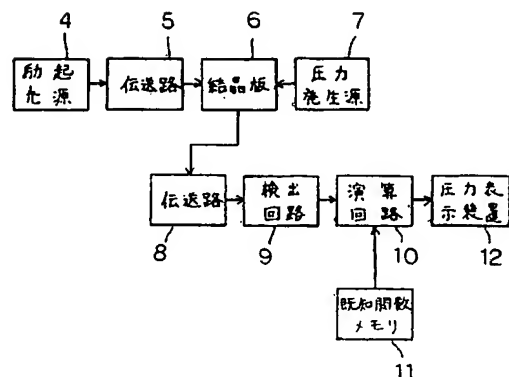 4
5
6
7
励起
光源
伝送路
結晶版
圧力
発生源
伝送路
検出
回路
演算
回路
圧力表
示装置
8
9
10
12
既知関数
メモリ
11